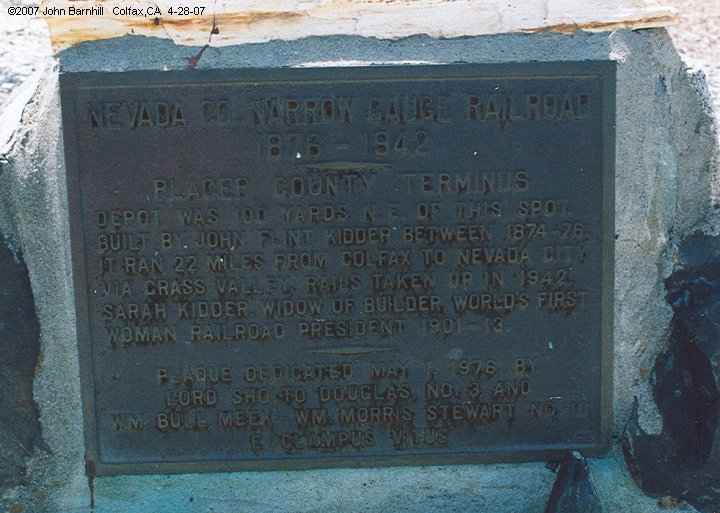 ©2007 John Barnhill Colfax,CA 4-28-07
NEVADA CO. NARROW GAUGE RAILROAD
1876 - 1942
PLACER COUNTY TERMINUS
DEPOT WAS 100 YARDS N.E. OF THIS SPOT.
BUILT BY JOHN FLINT KIDDER BETWEEN 1874-76.
IT RAN 22 MILES FROM COLFAX TO NEVADA CITY
VIA GRASS VALLEY. RAILS TAKEN UP IN 1942.
SARAH KIDDER, WIDOW OF BUILDER, WORLD'S FIRST
WOMAN RAILROAD PRESIDENT 1901-13.
PLAQUE DEDICATED MAY 1, 1976 BY
LORD SHO LO DOUGLAS, NO. 3 AND
WM. BULL MEEK - WM. MORRIS STEWART NO. 10
E CLAMPUS VITUS